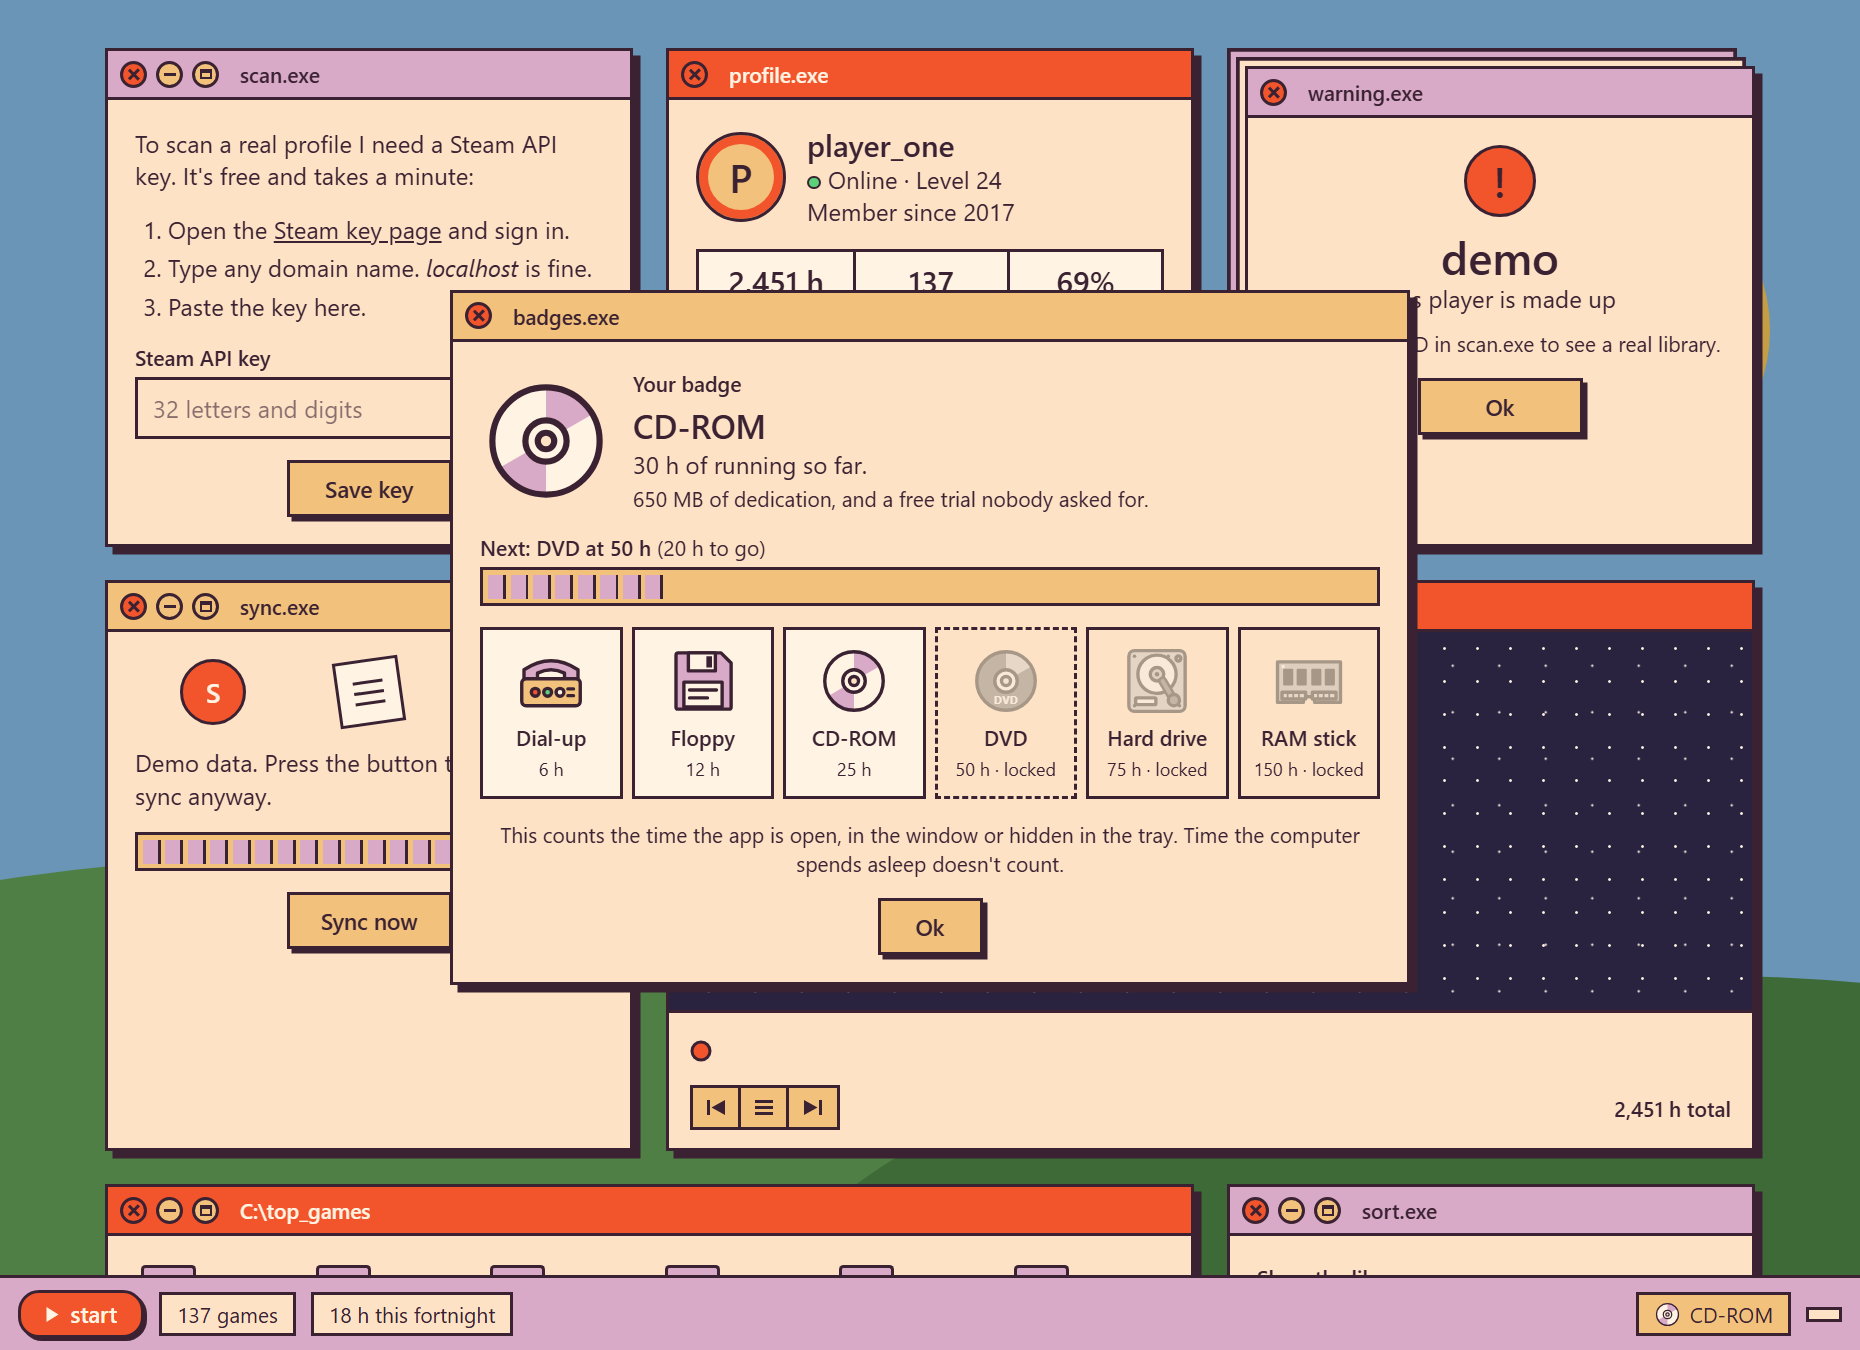 scan.exe
To scan a real profile I need a Steam API
key. It's free and takes a minute:
1. Open the Steam key page and sign in.
2. Type any domain name. localhost is fine.
3. Paste the key here.
Steam API key
32 letters and digits
Save key
profile.exe
P
player_one
Online · Level 24
Member since 2017
2,451 h
137
69%
warning.exe
!
demo
player is made up
in scan.exe to see a real library.
Ok
badges.exe
Your badge
CD-ROM
30 h of running so far.
650 MB of dedication, and a free trial nobody asked for.
Next: DVD at 50 h (20 h to go)
Dial-up
6 h
Floppy
12 h
CD-ROM
25 h
DVD
DVD
50 h · locked
Hard drive
75 h · locked
RAM stick
150 h · locked
This counts the time the app is open, in the window or hidden in the tray. Time the computer
spends asleep doesn't count.
Ok
sync.exe
S
Demo data. Press the button
sync anyway.
Sync now
2,451 h total
C:\top_games
sort.exe
start
137 games
18 h this fortnight
CD-ROM